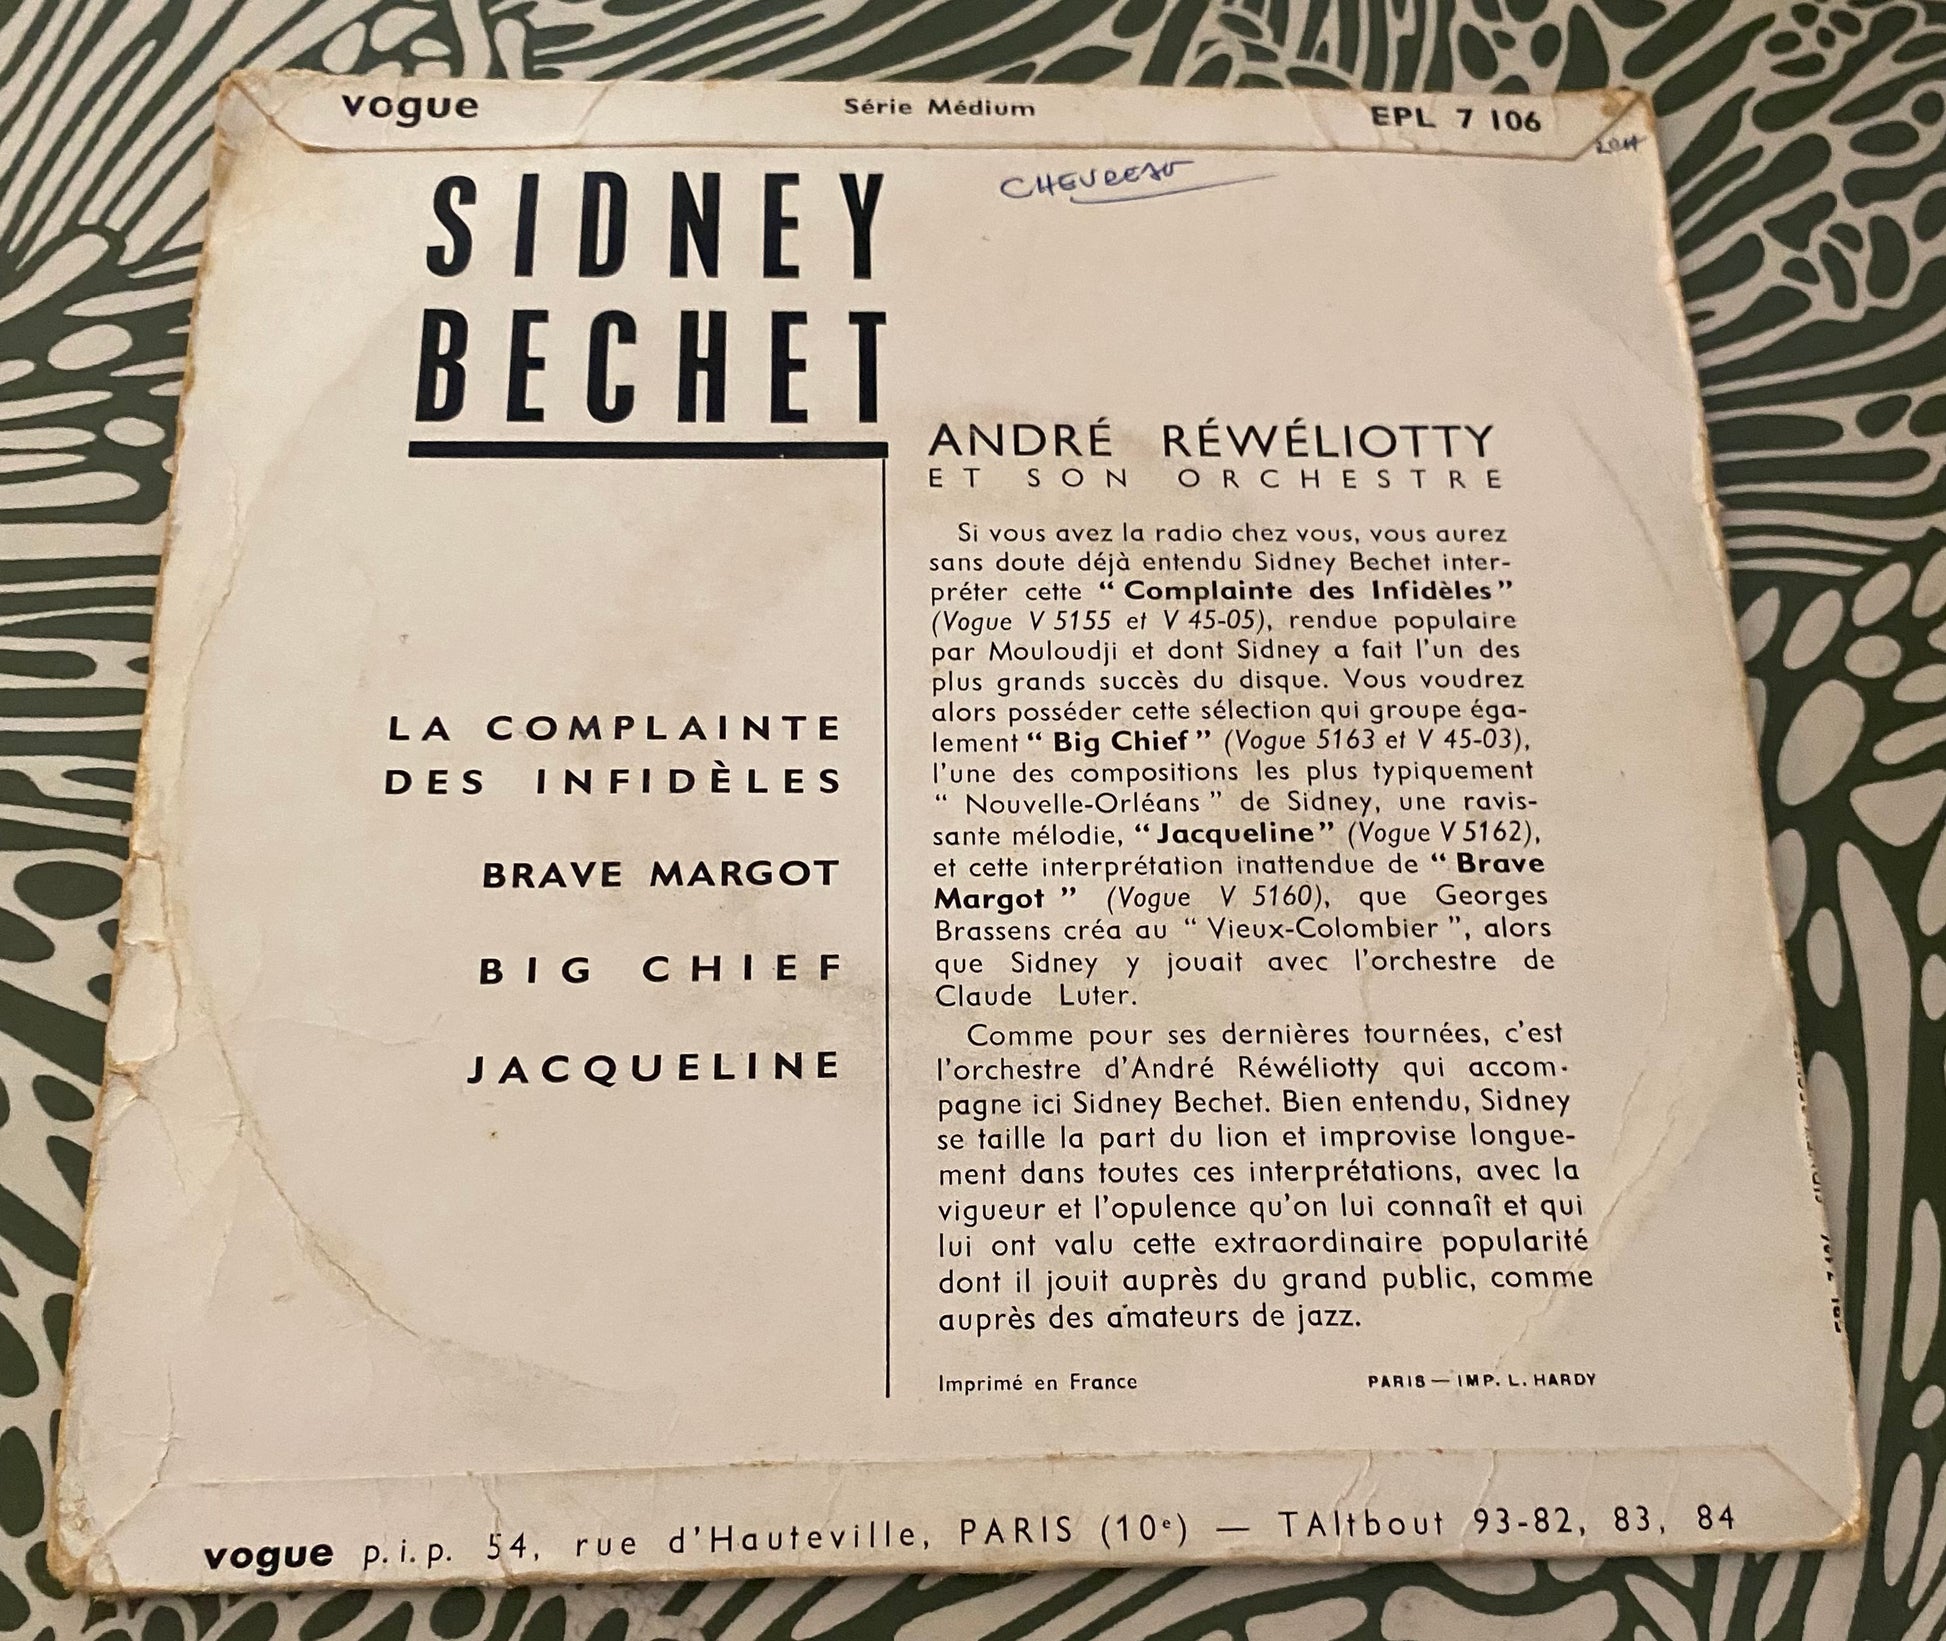 vogue Série Médium EPL 7 106
CHEVREAU
SIDNEY
BECHET
ANDRÉ RÉWÉLIOTTY
ET SON ORCHESTRE
LA COMPLAINTE
DES INFIDÈLES
BRAVE MARGOT
BIG CHIEF
JACQUELINE
Si vous avez la radio chez vous, vous aurez
sans doute déjà entendu Sidney Bechet inter-
préter cette “ Complainte des Infidèles ”
(Vogue V 5155 et V 45-05), rendue populaire
par Mouloudji et dont Sidney a fait l’un des
plus grands succès du disque. Vous voudrez
alors posséder cette sélection qui groupe éga-
lement “ Big Chief ” (Vogue 5163 et V 45-03),
l’une des compositions les plus typiquement
“ Nouvelle-Orléans ” de Sidney, une ravis-
sante mélodie, “ Jacqueline ” (Vogue V 5162),
et cette interprétation inattendue de “ Brave
Margot ” (Vogue V 5160), que Georges
Brassens créa au “ Vieux-Colombier ”, alors
que Sidney y jouait avec l’orchestre de
Claude Luter.
Comme pour ses dernières tournées, c’est
l’orchestre d’André Réwéliotty qui accom-
pagne ici Sidney Bechet. Bien entendu, Sidney
se taille la part du lion et improvise longue-
ment dans toutes ces interprétations, avec la
vigueur et l’opulence qu’on lui connaît et qui
lui ont valu cette extraordinaire popularité
dont il jouit auprès du grand public, comme
auprès des amateurs de jazz.
Imprimé en France PARIS — IMP. L. HARDY
vogue p.i.p. 54, rue d’Hauteville, PARIS (10e) — TAItbout 93-82, 83, 84